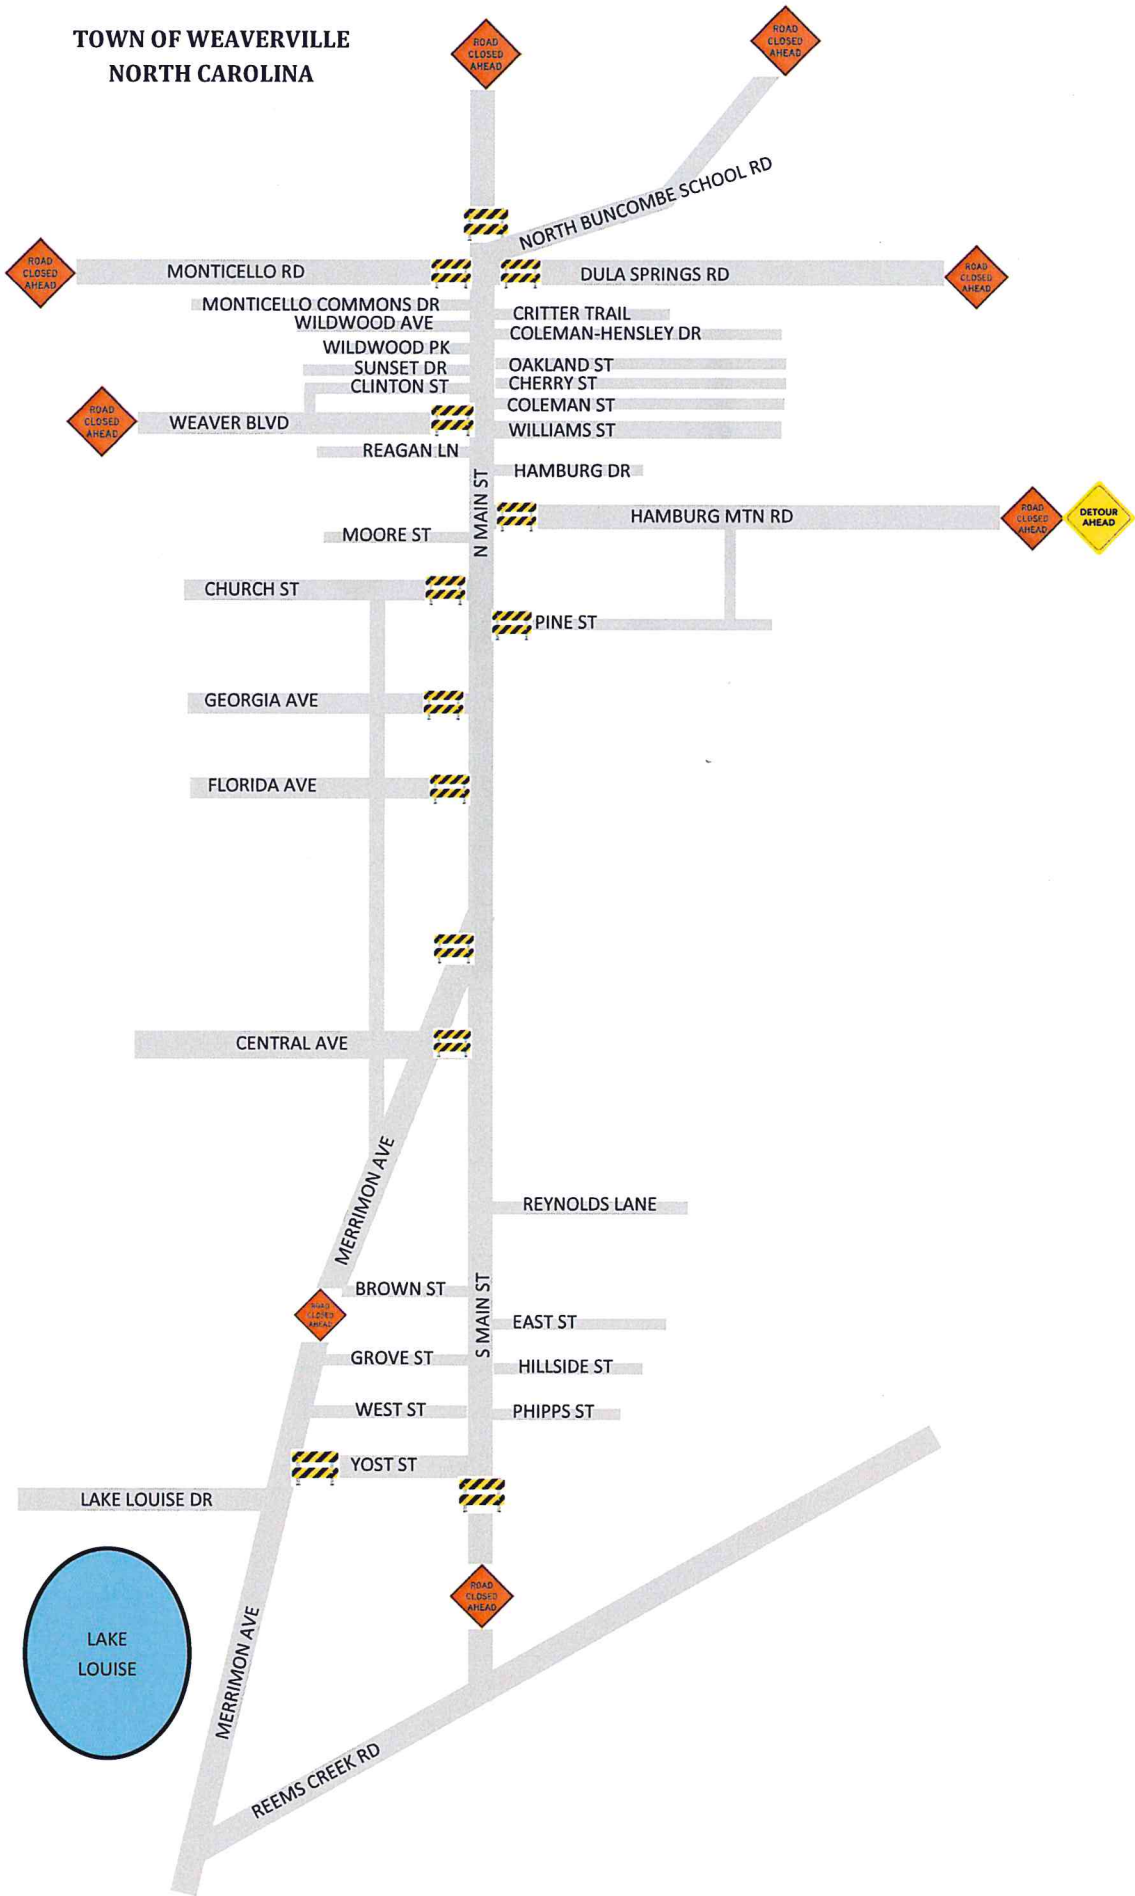 TOWN OF WEAVERVILLE
NORTH CAROLINA
ROAD
CLOSED
AHEAD
ROAD
CLOSED
AHEAD
NORTH BUNCOMBE SCHOOL RD
ROAD
CLOSED
AHEAD
MONTICELLO RD
DULA SPRINGS RD
ROAD
CLOSED
AHEAD
MONTICELLO COMMONS DR
CRITTER TRAIL
WILDWOOD AVE
COLEMAN-HENSLEY DR
WILDWOOD PK
SUNSET DR
OAKLAND ST
CLINTON ST
CHERRY ST
COLEMAN ST
ROAD
CLOSED
AHEAD
WEAVER BLVD
WILLIAMS ST
REAGAN LN
HAMBURG DR
N MAIN ST
HAMBURG MTN RD
ROAD
CLOSED
AHEAD
DETOUR
AHEAD
MOORE ST
CHURCH ST
PINE ST
GEORGIA AVE
FLORIDA AVE
CENTRAL AVE
MERRIMON AVE
REYNOLDS LANE
BROWN ST
S MAIN ST
ROAD
CLOSED
AHEAD
EAST ST
GROVE ST
HILLSIDE ST
WEST ST
PHIPPS ST
YOST ST
LAKE LOUISE DR
ROAD
CLOSED
AHEAD
LAKE
LOUISE
MERRIMON AVE
REEMS CREEK RD